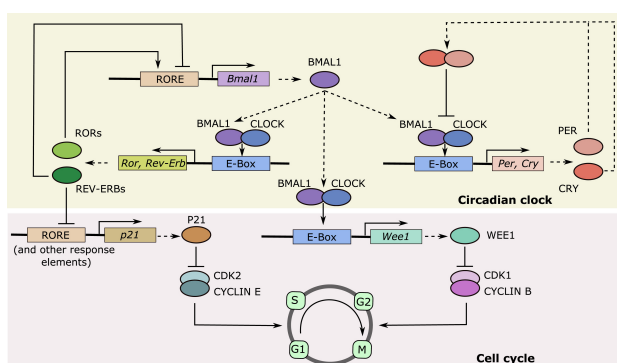 BMAL1
RORE
Bmal1
RORs
BMAL1
CLOCK
BMAL1
CLOCK
PER
Ror, Rev-Erb
E-Box
E-Box
Per, Cry
REV-ERBs
BMAL1
CLOCK
CRY
Circadian clock
P21
RORE
p21
E-Box
Wee1
WEE1
(and other response
elements)
CDK2
CYCLIN E
CDK1
CYCLIN B
S
G2
G1
M
Cell cycle